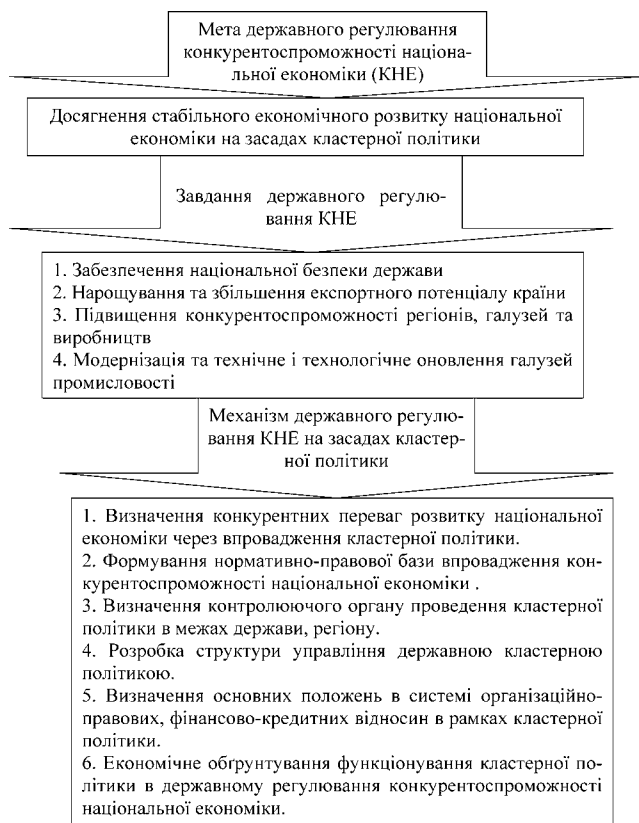 Мета державного регулювання
конкурентоспроможності націона-
льної економіки (КНЕ)
Досягнення стабільного економічного розвитку національної
економіки на засадах кластерної політики
Завдання державного регулю-
вання КНЕ
1. Забезпечення національної безпеки держави
2. Нарощування та збільшення експортного потенціалу країни
3. Підвищення конкурентоспроможності регіонів, галузей та
виробництв
4. Модернізація та технічне і технологічне оновлення галузей
промисловості
Механізм державного регулю-
вання КНЕ на засадах кластер-
ної політики
1. Визначення конкурентних переваг розвитку національної
економіки через впровадження кластерної політики.
2. Формування нормативно-правової бази впровадження кон-
курентоспроможності національної економіки .
3. Визначення контролюючого органу проведення кластерної
політики в межах держави, регіону.
4. Розробка структури управління державною кластерною
політикою.
5. Визначення основних положень в системі організаційно-
правових, фінансово-кредитних відносин в рамках кластерної
політики.
6. Економічне обґрунтування функціонування кластерної по-
літики в державному регулювання конкурентоспроможності
національної економіки.